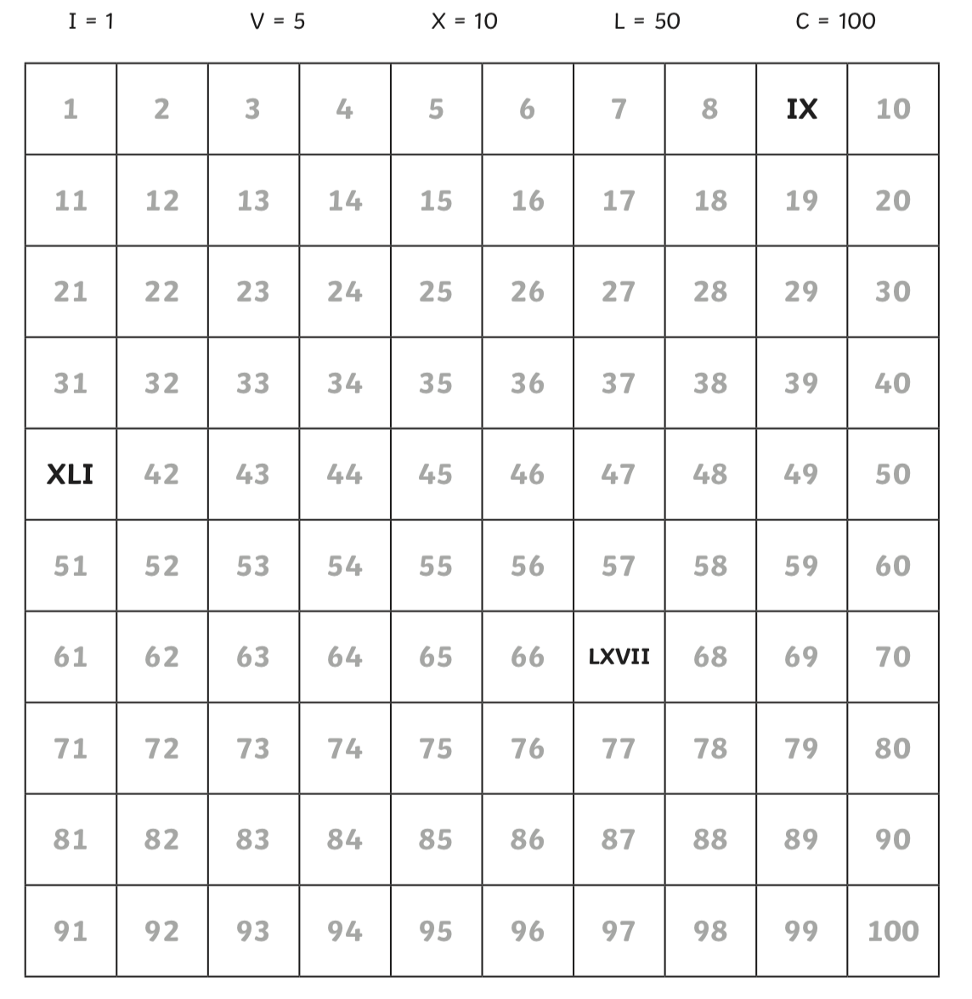 I = 1 V = 5 X = 10 L = 50 C = 100
1 2 3 4 5 6 7 8 IX 10
11 12 13 14 15 16 17 18 19 20
21 22 23 24 25 26 27 28 29 30
31 32 33 34 35 36 37 38 39 40
XLI 42 43 44 45 46 47 48 49 50
51 52 53 54 55 56 57 58 59 60
61 62 63 64 65 66 LXVII 68 69 70
71 72 73 74 75 76 77 78 79 80
81 82 83 84 85 86 87 88 89 90
91 92 93 94 95 96 97 98 99 100